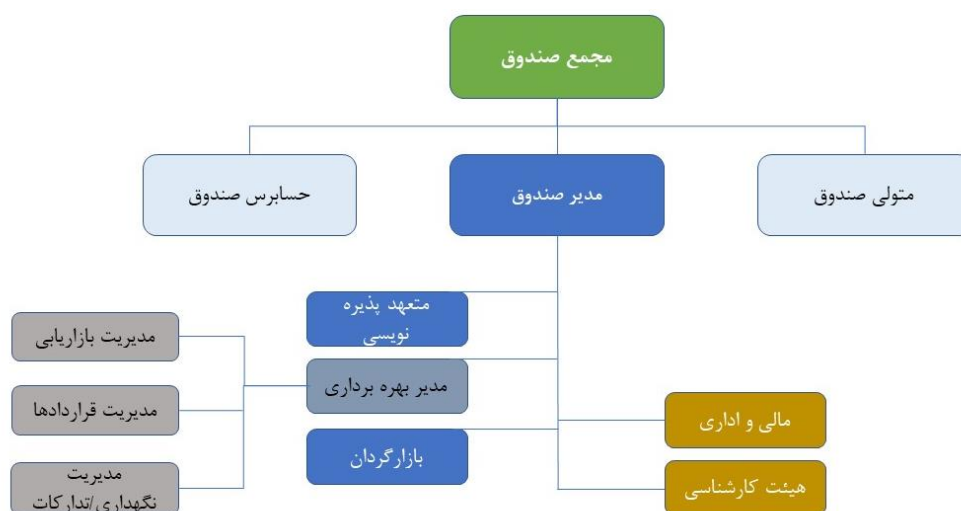 مجمع صندوق
متولی صندوق
مدیر صندوق
حسابرس صندوق
متعهد پذیره
نویسی
مدیر بهره برداری
بازارگردان
مدیریت بازاریابی
مدیریت قراردادها
مدیریت
نگهداری/تدارکات
مالی و اداری
هیئت کارشناسی